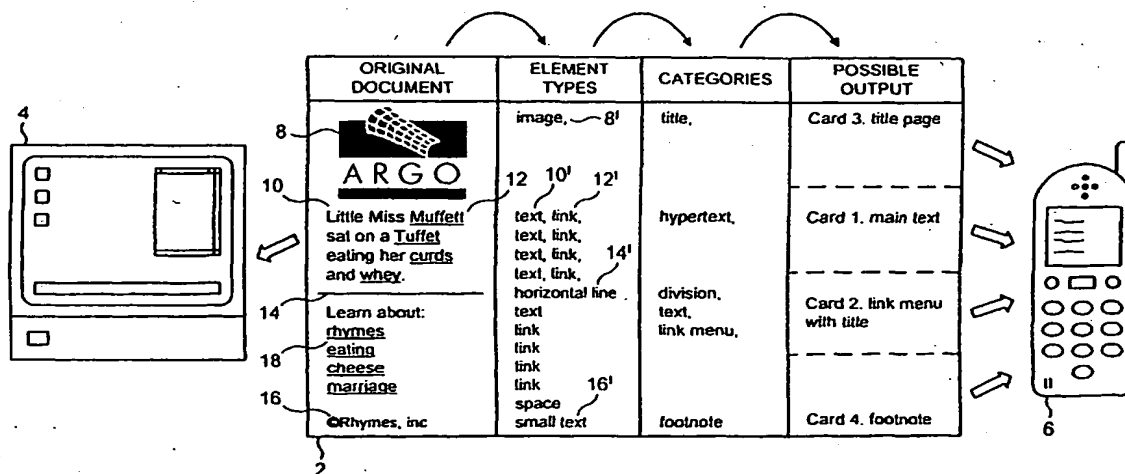 ORIGINAL DOCUMENT
ELEMENT TYPES
CATEGORIES
POSSIBLE OUTPUT
4
8
ARGO
image,
8'
title,
Card 3. title page
10
12
10'
12'
Little Miss Muffett
text, link,
hypertext,
Card 1. main text
sat on a Tuffet
text, link,
eating her curds
text, link,
14'
and whey.
text, link,
14
horizontal line
division,
Card 2. link menu with title
Learn about:
text
text,
18
rhymes
link
link menu,
eating
link
cheese
link
marriage
link
space
16'
16
©Rhymes, inc
small text
footnote
Card 4. footnote
2
6